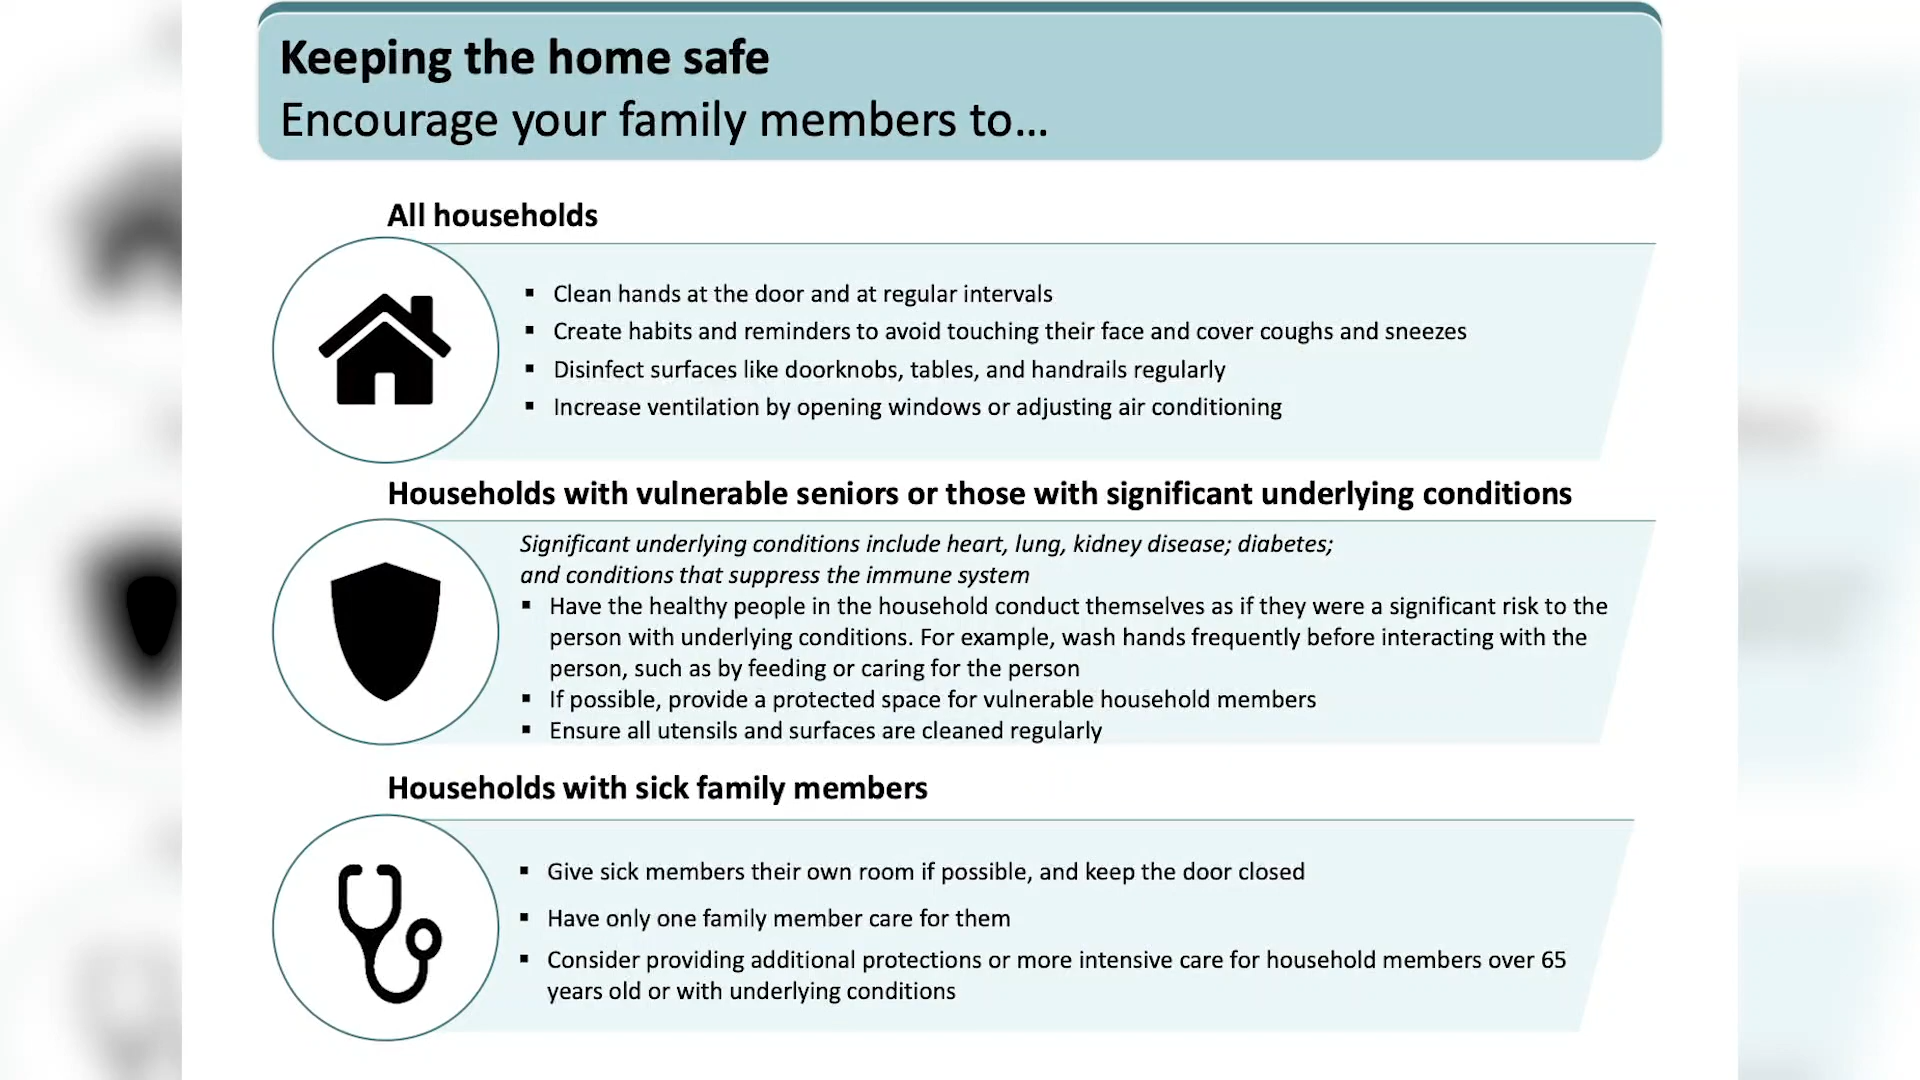 Keeping the home safe
Encourage your family members to...
All households
▪ Clean hands at the door and at regular intervals
▪ Create habits and reminders to avoid touching their face and cover coughs and sneezes
▪ Disinfect surfaces like doorknobs, tables, and handrails regularly
▪ Increase ventilation by opening windows or adjusting air conditioning
Households with vulnerable seniors or those with significant underlying conditions
Significant underlying conditions include heart, lung, kidney disease; diabetes;
and conditions that suppress the immune system
▪ Have the healthy people in the household conduct themselves as if they were a significant risk to the
person with underlying conditions. For example, wash hands frequently before interacting with the
person, such as by feeding or caring for the person
▪ If possible, provide a protected space for vulnerable household members
▪ Ensure all utensils and surfaces are cleaned regularly
Households with sick family members
▪ Give sick members their own room if possible, and keep the door closed
▪ Have only one family member care for them
▪ Consider providing additional protections or more intensive care for household members over 65
years old or with underlying conditions